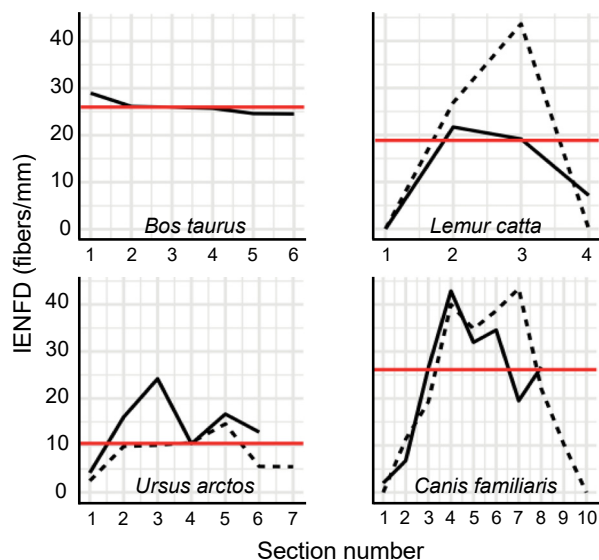 IENFD (fibers/mm)
40
30
20
10
0
Bos taurus
1 2 3 4 5 6
Lemur catta
1 2 3 4
40
30
20
10
0
Ursus arctos
1 2 3 4 5 6 7
Canis familiaris
1 2 3 4 5 6 7 8 9 10
Section number